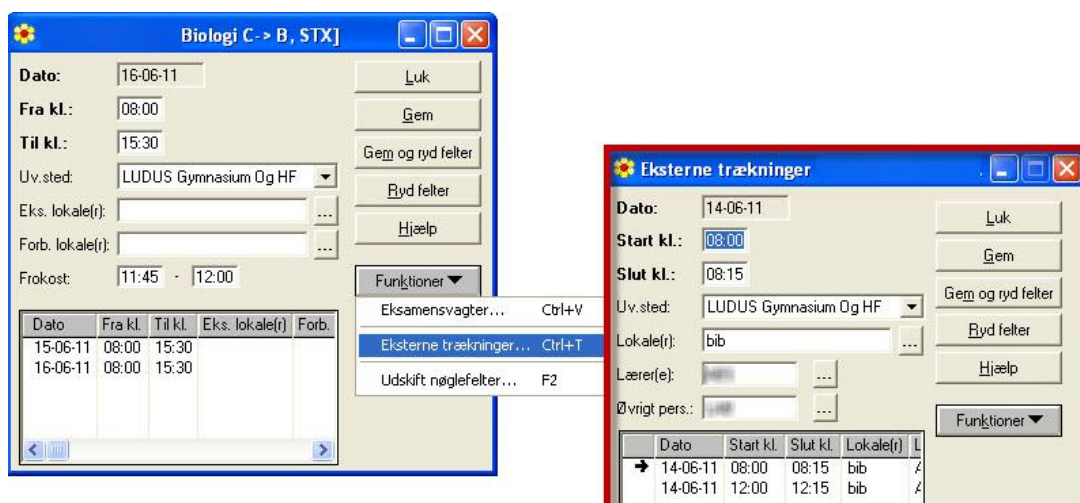 Biologi C-> B, STX]
Dato: 16-06-11
Fra kl.: 08:00
Til kl.: 15:30
Uv.sted: LUDUS Gymnasium Og HF
Eks. lokale(r): ...
Forb. lokale(r): ...
Frokost: 11:45 - 12:00
Luk
Gem
Gem og ryd felter
Ryd felter
Hjælp
Funktioner
Eksamensvagter... Ctrl+V
Eksterne trækninger... Ctrl+T
Udskift nøglefelter... F2
Dato Fra kl. Til kl. Eks. lokale(r) Forb.
15-06-11 08:00 15:30
16-06-11 08:00 15:30
Eksterne trækninger
Dato: 14-06-11
Start kl.: 08:00
Slut kl.: 08:15
Uv.sted: LUDUS Gymnasium Og HF
Lokale(r): bib ...
Lærer(e): ...
Øvrigt pers.: ...
Luk
Gem
Gem og ryd felter
Ryd felter
Hjælp
Funktioner
Dato Start kl. Slut kl. Lokale(r) L
14-06-11 08:00 08:15 bib
14-06-11 12:00 12:15 bib